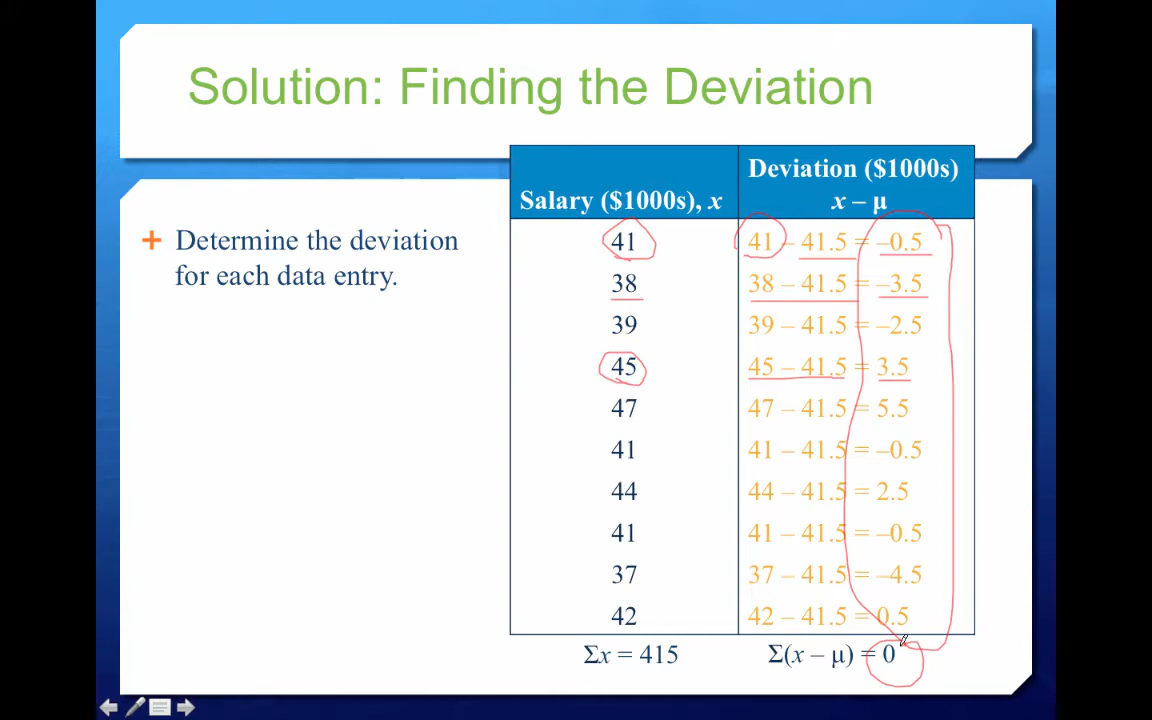 Solution: Finding the Deviation
+ Determine the deviation
for each data entry.
Salary ($1000s), x
Deviation ($1000s)
x – μ
41 41 – 41.5 = –0.5
38 38 – 41.5 = –3.5
39 39 – 41.5 = –2.5
45 45 – 41.5 = 3.5
47 47 – 41.5 = 5.5
41 41 – 41.5 = –0.5
44 44 – 41.5 = 2.5
41 41 – 41.5 = –0.5
37 37 – 41.5 = –4.5
42 42 – 41.5 = 0.5
Σx = 415 Σ(x – μ) = 0